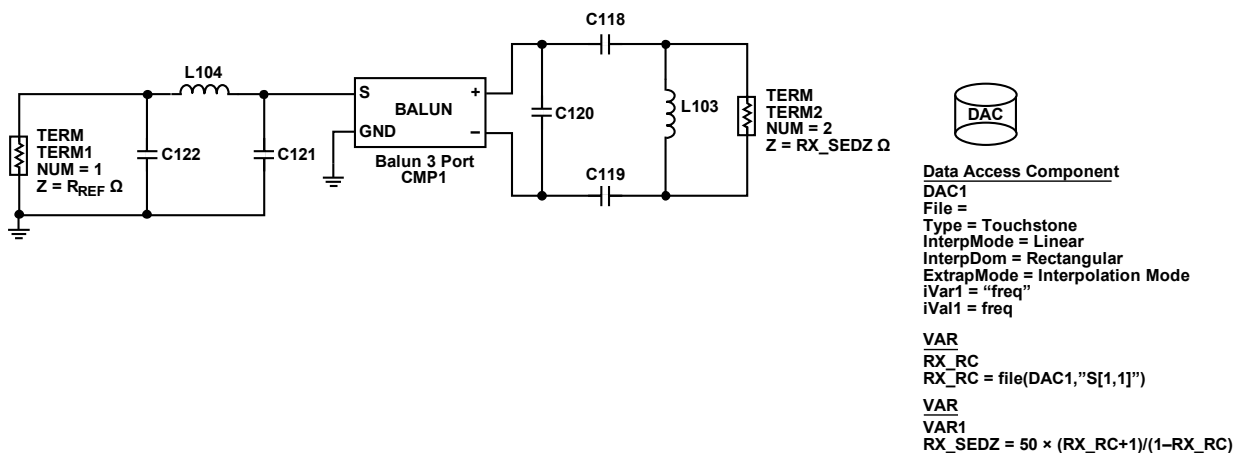 C118
L104
S
+
BALUN
C120
L103
TERM
TERM2
NUM = 2
Z = RX_SEDZ Ω
DAC
TERM
TERM1
NUM = 1
Z = RREF Ω
C122
C121
GND
–
Balun 3 Port
CMP1
C119
Data Access Component
DAC1
File =
Type = Touchstone
InterpMode = Linear
InterpDom = Rectangular
ExtrapMode = Interpolation Mode
iVar1 = “freq”
iVal1 = freq
VAR
RX_RC
RX_RC = file(DAC1,”S[1,1]”)
VAR
VAR1
RX_SEDZ = 50 × (RX_RC+1)/(1–RX_RC)